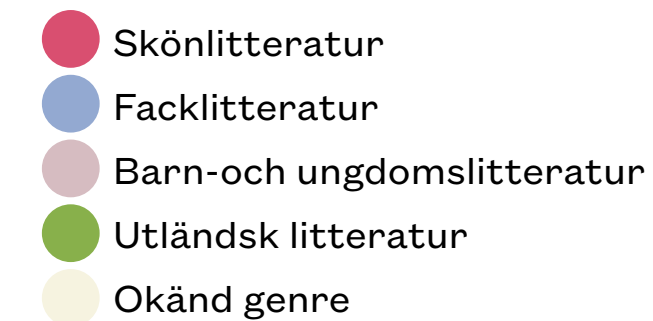 Skönlitteratur
Facklitteratur
Barn-och ungdomslitteratur
Utländsk litteratur
Okänd genre